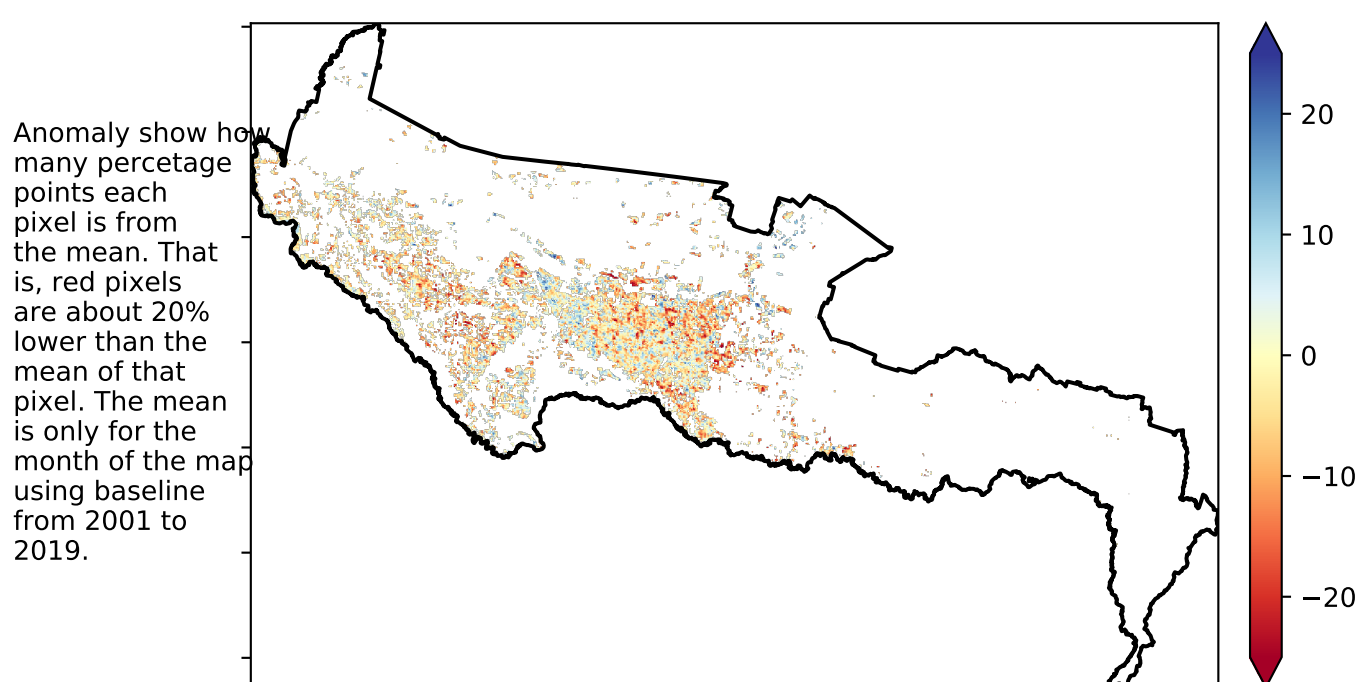 Anomaly show how
many percetage
points each
pixel is from
the mean. That
is, red pixels
are about 20%
lower than the
mean of that
pixel. The mean
is only for the
month of the map
using baseline
from 2001 to
2019.
20
10
0
−10
−20